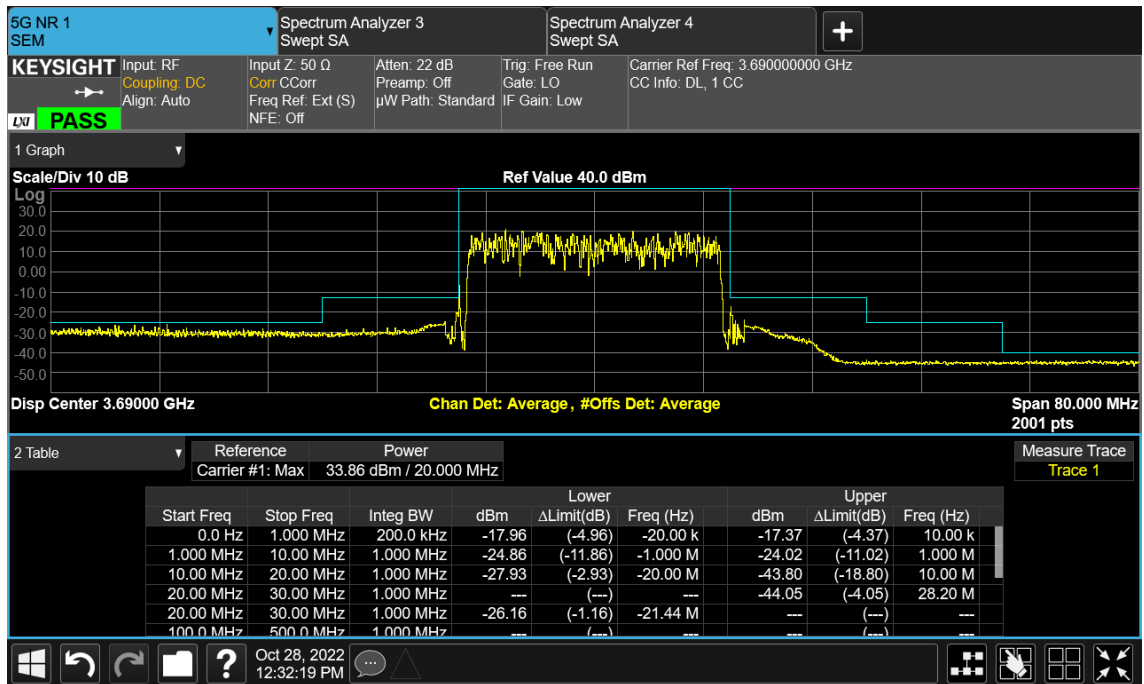 5G NR 1
SEM
Spectrum Analyzer 3
Swept SA
Spectrum Analyzer 4
Swept SA
KEYSIGHT
LXI PASS
Input: RF
Coupling: DC
Align: Auto
Input Z: 50 Ω
Corr CCorr
Freq Ref: Ext (S)
NFE: Off
Atten: 22 dB
Preamp: Off
µW Path: Standard
Trig: Free Run
Gate: LO
IF Gain: Low
Carrier Ref Freq: 3.690000000 GHz
CC Info: DL, 1 CC
1 Graph
Scale/Div 10 dB Ref Value 40.0 dBm
Log
30.0
20.0
10.0
0.00
-10.0
-20.0
-30.0
-40.0
-50.0
Disp Center 3.69000 GHz Chan Det: Average, #Offs Det: Average Span 80.000 MHz
2001 pts
2 Table
Reference Power
Carrier #1: Max 33.86 dBm / 20.000 MHz
Measure Trace
Trace 1
Lower Upper
Start Freq Stop Freq Integ BW dBm ΔLimit(dB) Freq (Hz) dBm ΔLimit(dB) Freq (Hz)
0.0 Hz 1.000 MHz 200.0 kHz -17.96 (-4.96) -20.00 k -17.37 (-4.37) 10.00 k
1.000 MHz 10.00 MHz 1.000 MHz -24.86 (-11.86) -1.000 M -24.02 (-11.02) 1.000 M
10.00 MHz 20.00 MHz 1.000 MHz -27.93 (-2.93) -20.00 M -43.80 (-18.80) 10.00 M
20.00 MHz 30.00 MHz 1.000 MHz --- (---) --- -44.05 (-4.05) 28.20 M
20.00 MHz 30.00 MHz 1.000 MHz -26.16 (-1.16) -21.44 M --- (---) ---
100.0 MHz 500.0 MHz 1.000 MHz --- (---) --- --- (---) ---
Oct 28, 2022
12:32:19 PM